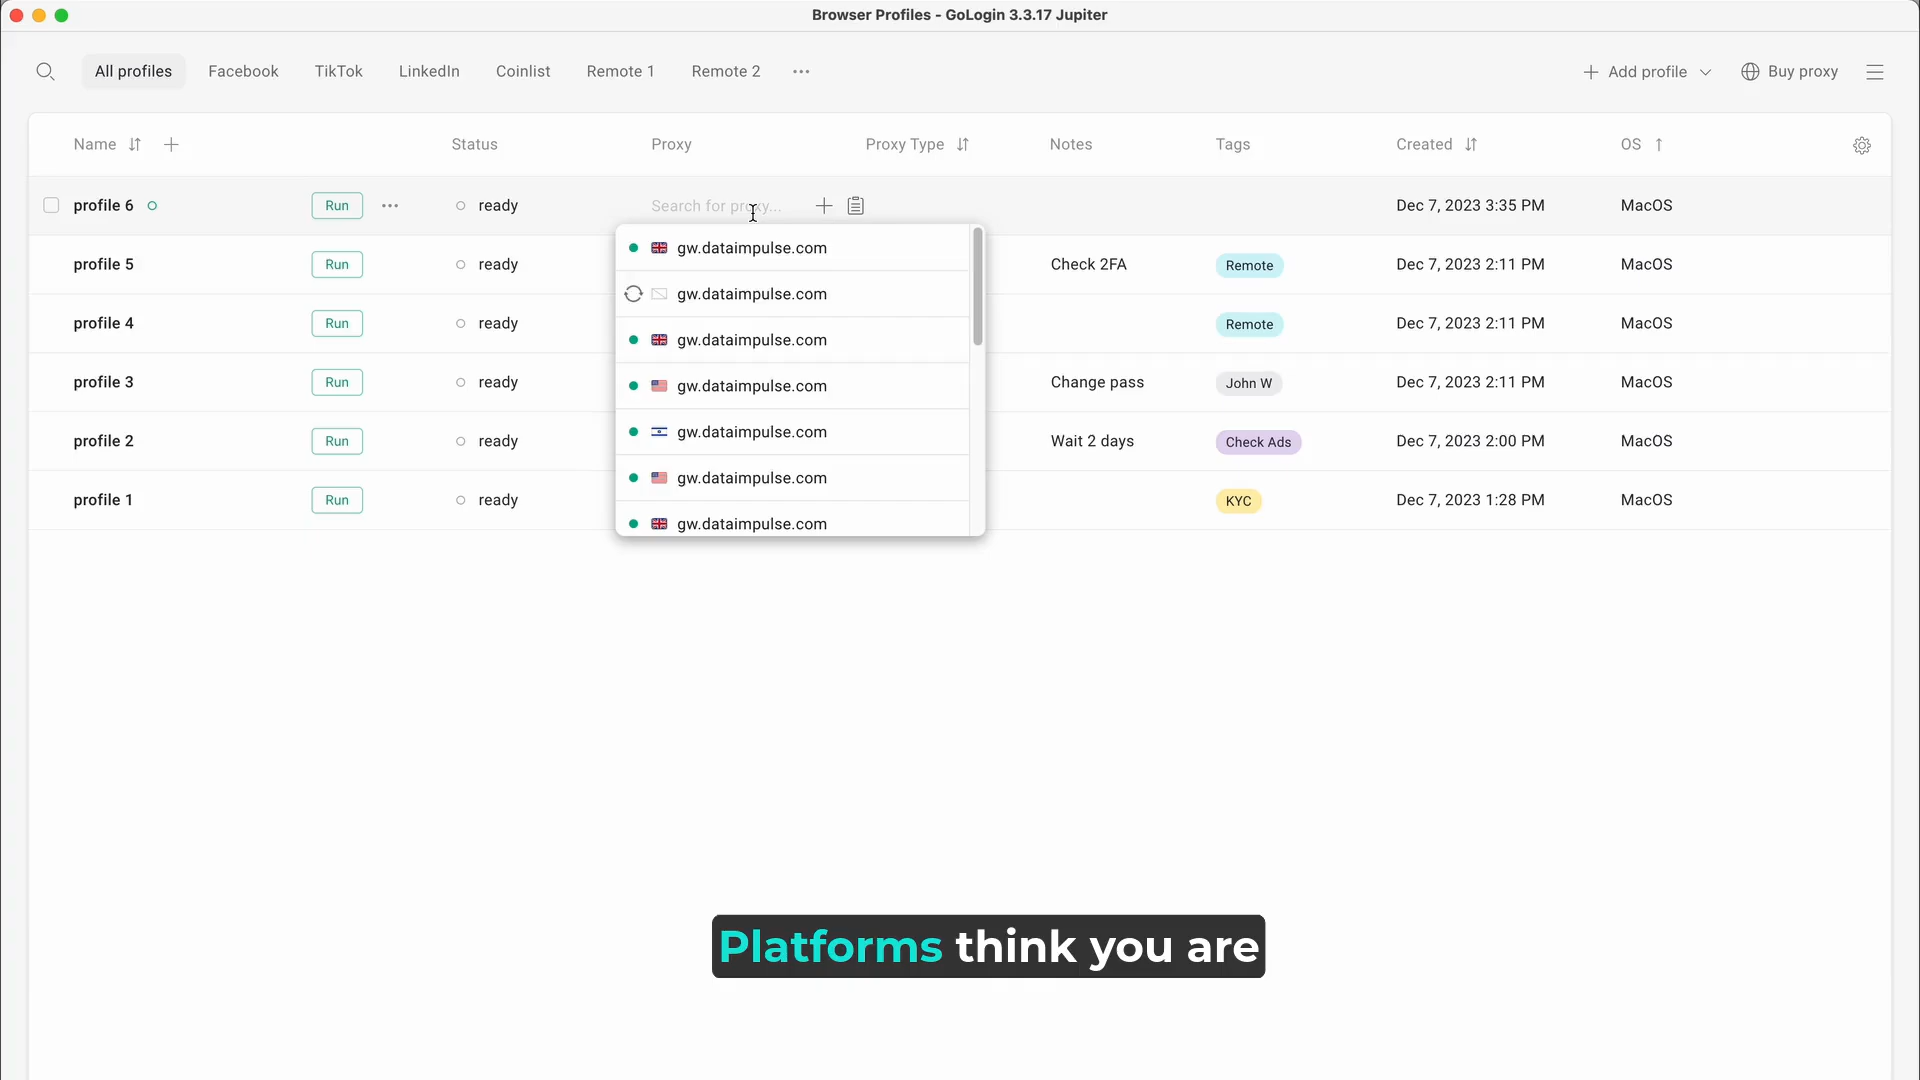 Browser Profiles - GoLogin 3.3.17 Jupiter
All profiles Facebook TikTok LinkedIn Coinlist Remote 1 Remote 2 ••• Add profile Buy proxy
Name Status Proxy Proxy Type Notes Tags Created OS
profile 6 Run ••• ready Search for proxy... Dec 7, 2023 3:35 PM MacOS
gw.dataimpulse.com
profile 5 Run ready Check 2FA Remote Dec 7, 2023 2:11 PM MacOS
gw.dataimpulse.com
profile 4 Run ready Remote Dec 7, 2023 2:11 PM MacOS
gw.dataimpulse.com
profile 3 Run ready gw.dataimpulse.com Change pass John W Dec 7, 2023 2:11 PM MacOS
profile 2 Run ready gw.dataimpulse.com Wait 2 days Check Ads Dec 7, 2023 2:00 PM MacOS
gw.dataimpulse.com
profile 1 Run ready KYC Dec 7, 2023 1:28 PM MacOS
gw.dataimpulse.com
Platforms think you are